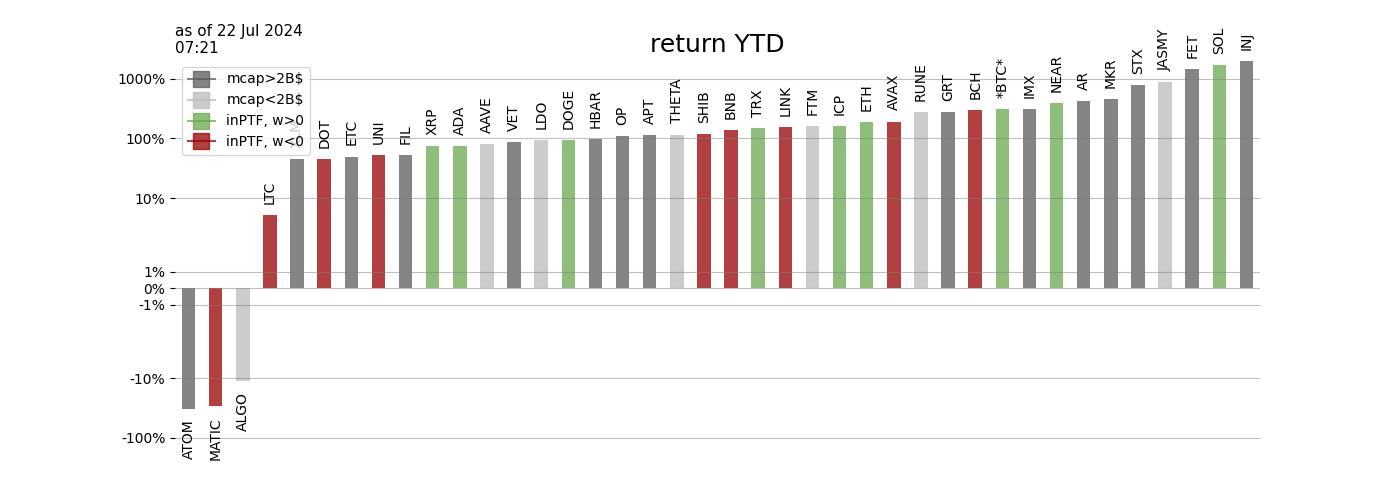 as of 22 Jul 2024
07:21
return YTD
mcap>2B$
mcap<2B$
inPTF, w>0
inPTF, w<0
1000%
100%
10%
1%
0%
-1%
-10%
-100%
ATOM
MATIC
ALGO
LTC
DOT
ETC
UNI
FIL
XRP
ADA
AAVE
VET
LDO
DOGE
HBAR
OP
APT
THETA
SHIB
BNB
TRX
LINK
FTM
ICP
ETH
AVAX
RUNE
GRT
BCH
*BTC*
IMX
NEAR
AR
MKR
STX
JASMY
FET
SOL
INJ